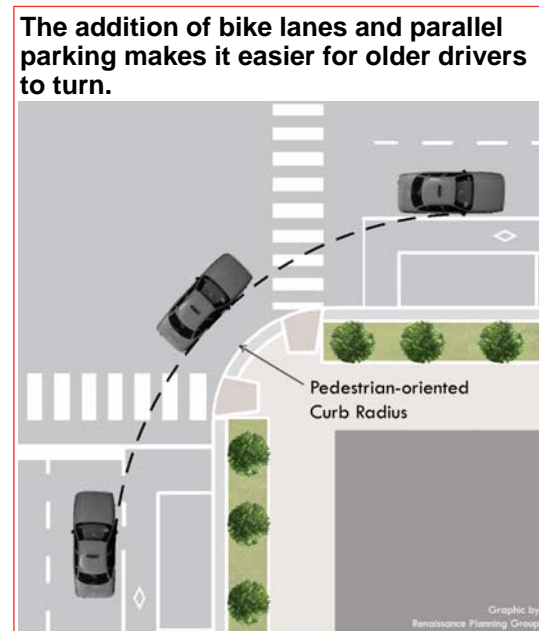 The addition of bike lanes and parallel
parking makes it easier for older drivers
to turn.
Pedestrian-oriented
Curb Radius
Graphic by
Renaissance Planning Group